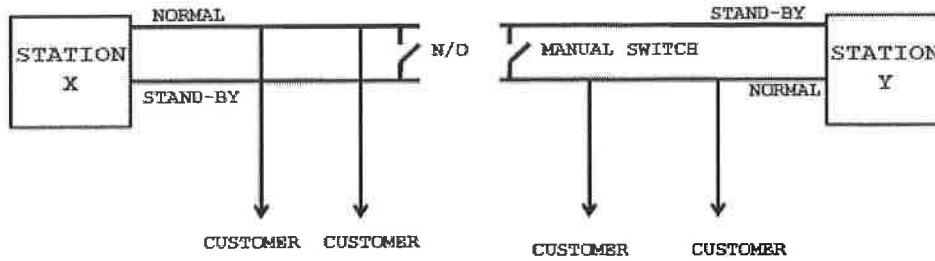 NORMAL
STATION
X
STAND-BY
N/O
MANUAL SWITCH
STAND-BY
STATION
Y
NORMAL
CUSTOMER CUSTOMER
CUSTOMER CUSTOMER